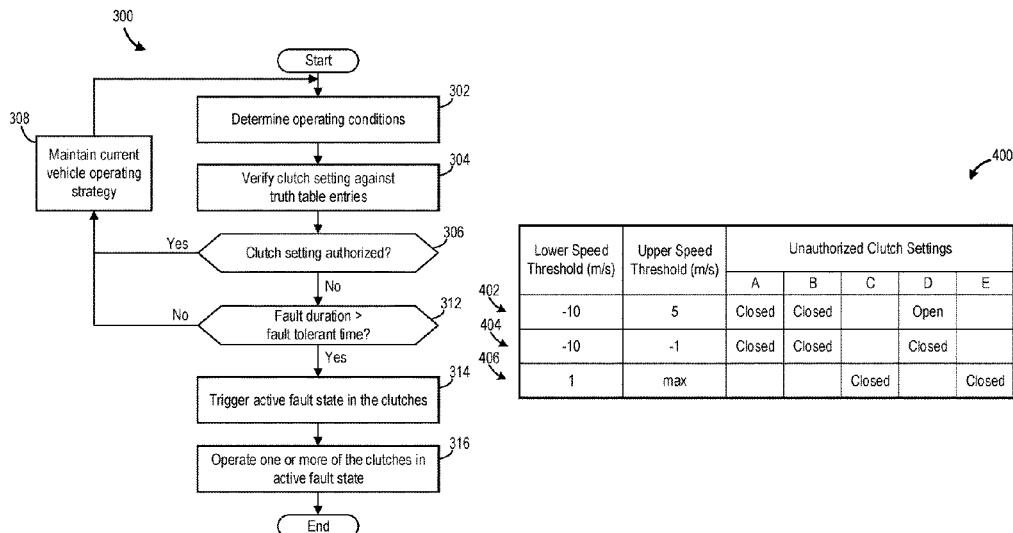 300
Start
302
Determine operating conditions
308
Maintain current
vehicle operating
strategy
304
Verify clutch setting against
truth table entries
306
Yes
Clutch setting authorized?
No
312
No
Fault duration >
fault tolerant time?
Yes
314
Trigger active fault state in the clutches
316
Operate one or more of the clutches in
active fault state
End
400
Lower Speed
Threshold (m/s)
Upper Speed
Threshold (m/s)
Unauthorized Clutch Settings
A B C D E
402 -10 5 Closed Closed Open
404 -10 -1 Closed Closed Closed
406 1 max Closed Closed